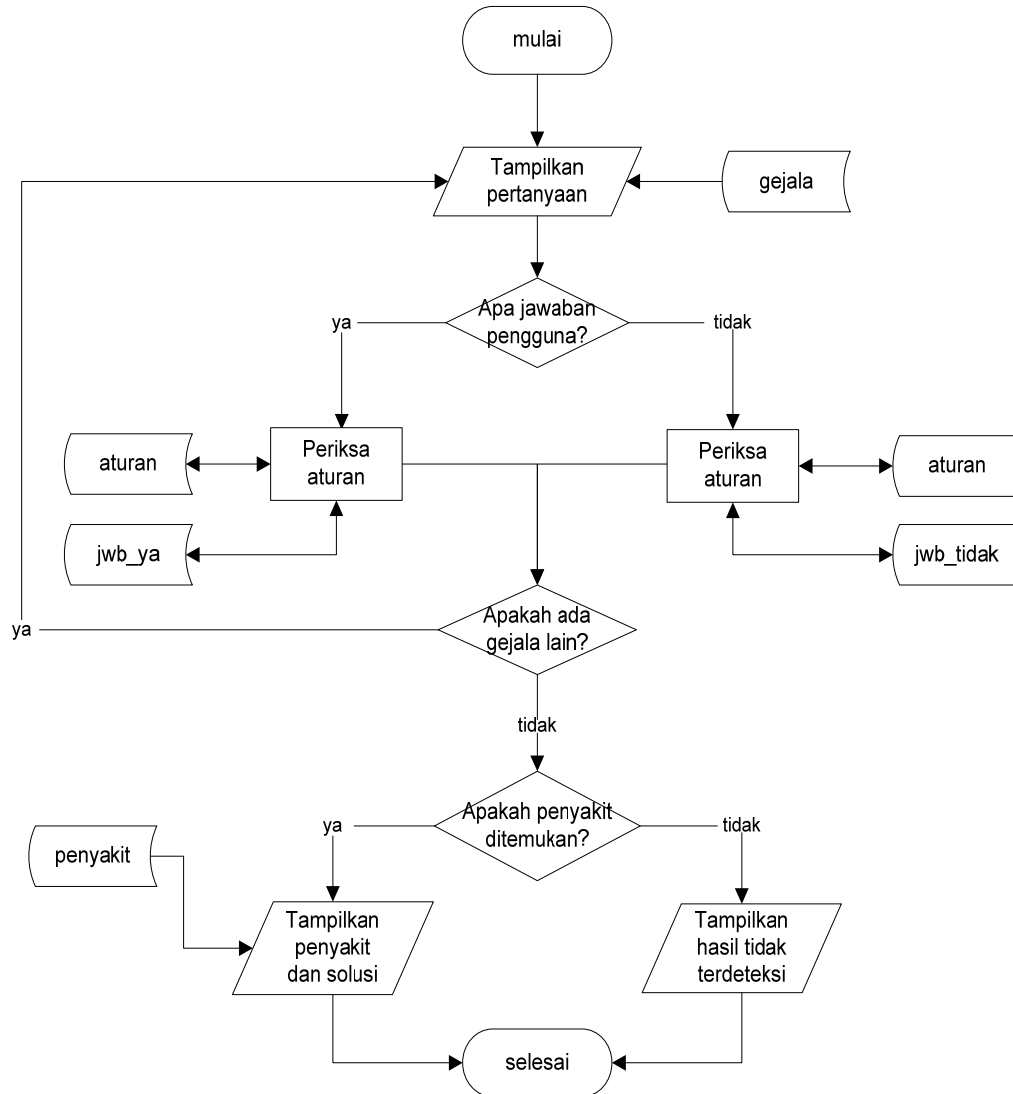 mulai
Tampilkan
pertanyaan
gejala
Apa jawaban
pengguna?
ya
tidak
aturan
Periksa
aturan
Periksa
aturan
aturan
jwb_ya
jwb_tidak
Apakah ada
gejala lain?
ya
tidak
Apakah penyakit
ditemukan?
ya
tidak
penyakit
Tampilkan
penyakit
dan solusi
Tampilkan
hasil tidak
terdeteksi
selesai